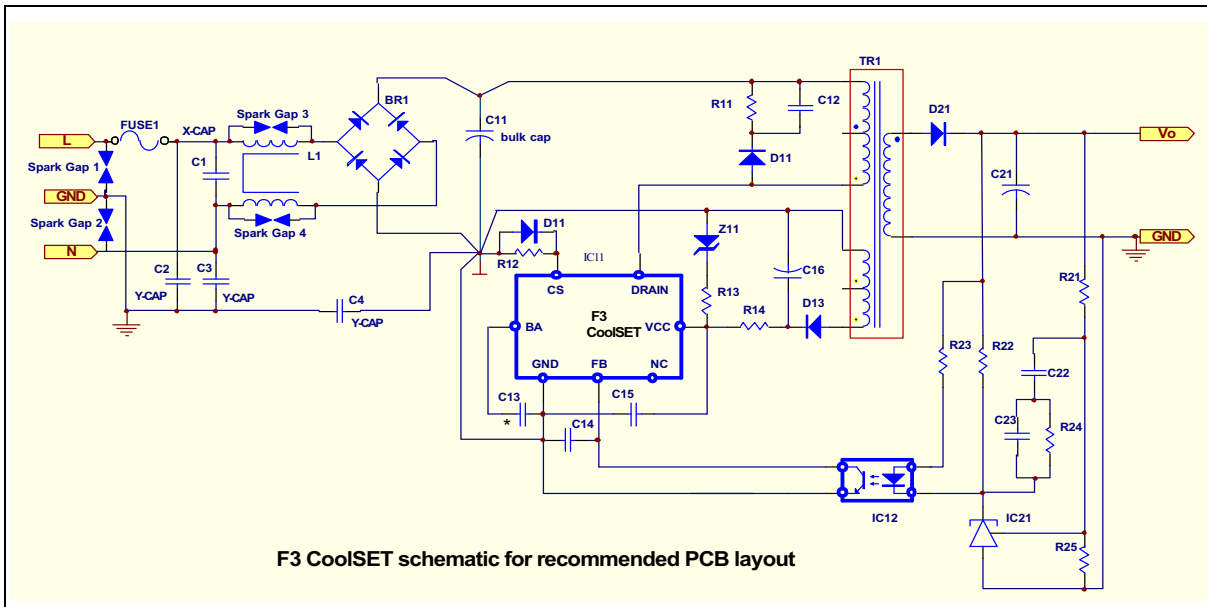 TR1
BR1
Spark Gap 3
FUSE1
X-CAP
L
C11
bulk cap
R11
C12
D21
Vo
L1
C1
Spark Gap 1
D11
C21
GND
Spark Gap 2
Spark Gap 4
N
D11
Z11
GND
R12
IC11
C16
C2
C3
CS
DRAIN
R21
Y-CAP
Y-CAP
C4
Y-CAP
F3
CoolSET
R13
R14
D13
BA
VCC
R23
R22
GND
FB
NC
C22
C13
*
C15
C14
C23
R24
IC12
IC21
R25
F3 CoolSET schematic for recommended PCB layout